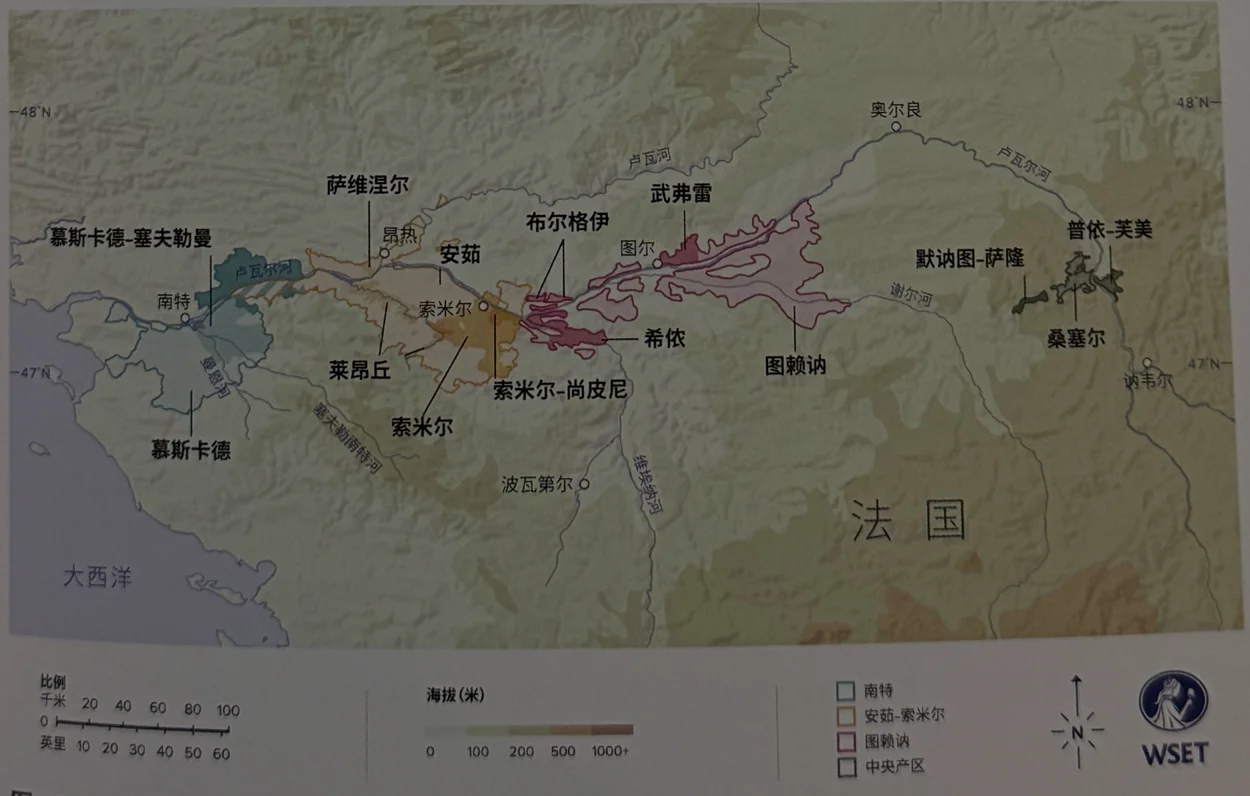 48°N
48°N
奥尔良
卢瓦河
卢瓦尔河
萨维涅尔
武弗雷
布尔格伊
普依-芙美
慕斯卡德-塞夫勒曼
昂热
安茹
图尔
默讷图-萨隆
卢瓦尔河
南特
索米尔
谢尔河
希侬
桑塞尔
47°N
47°N
莱昂丘
图赖讷
讷韦尔
索米尔-尚皮尼
曼恩河
塞夫勒南特河
索米尔
慕斯卡德
波瓦第尔
维埃纳河
法国
大西洋
比例
千米 20 40 60 80 100
0
英里 10 20 30 40 50 60
海拔(米)
0 100 200 500 1000+
南特
安茹-索米尔
图赖讷
中央产区
N
WSET